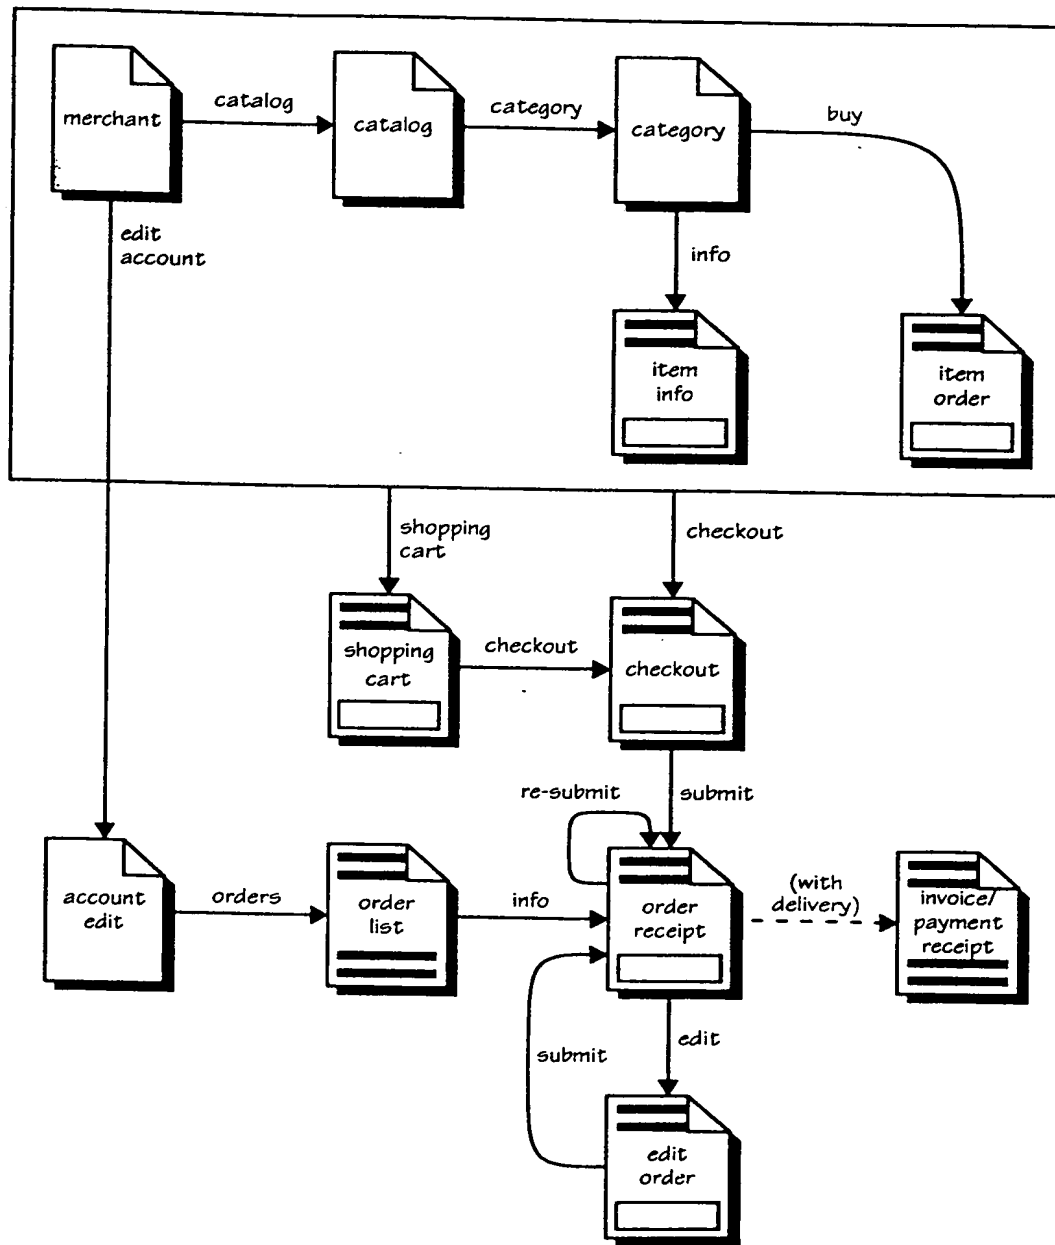 merchant
catalog
catalog
category
category
buy
edit
account
info
item
info
item
order
shopping
cart
checkout
shopping
cart
checkout
checkout
re-submit
submit
account
edit
orders
order
list
info
order
receipt
(with
delivery)
invoice/
payment
receipt
submit
edit
edit
order